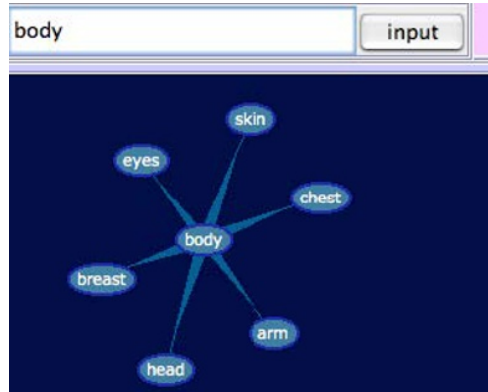 body input
skin
eyes
chest
body
breast
arm
head